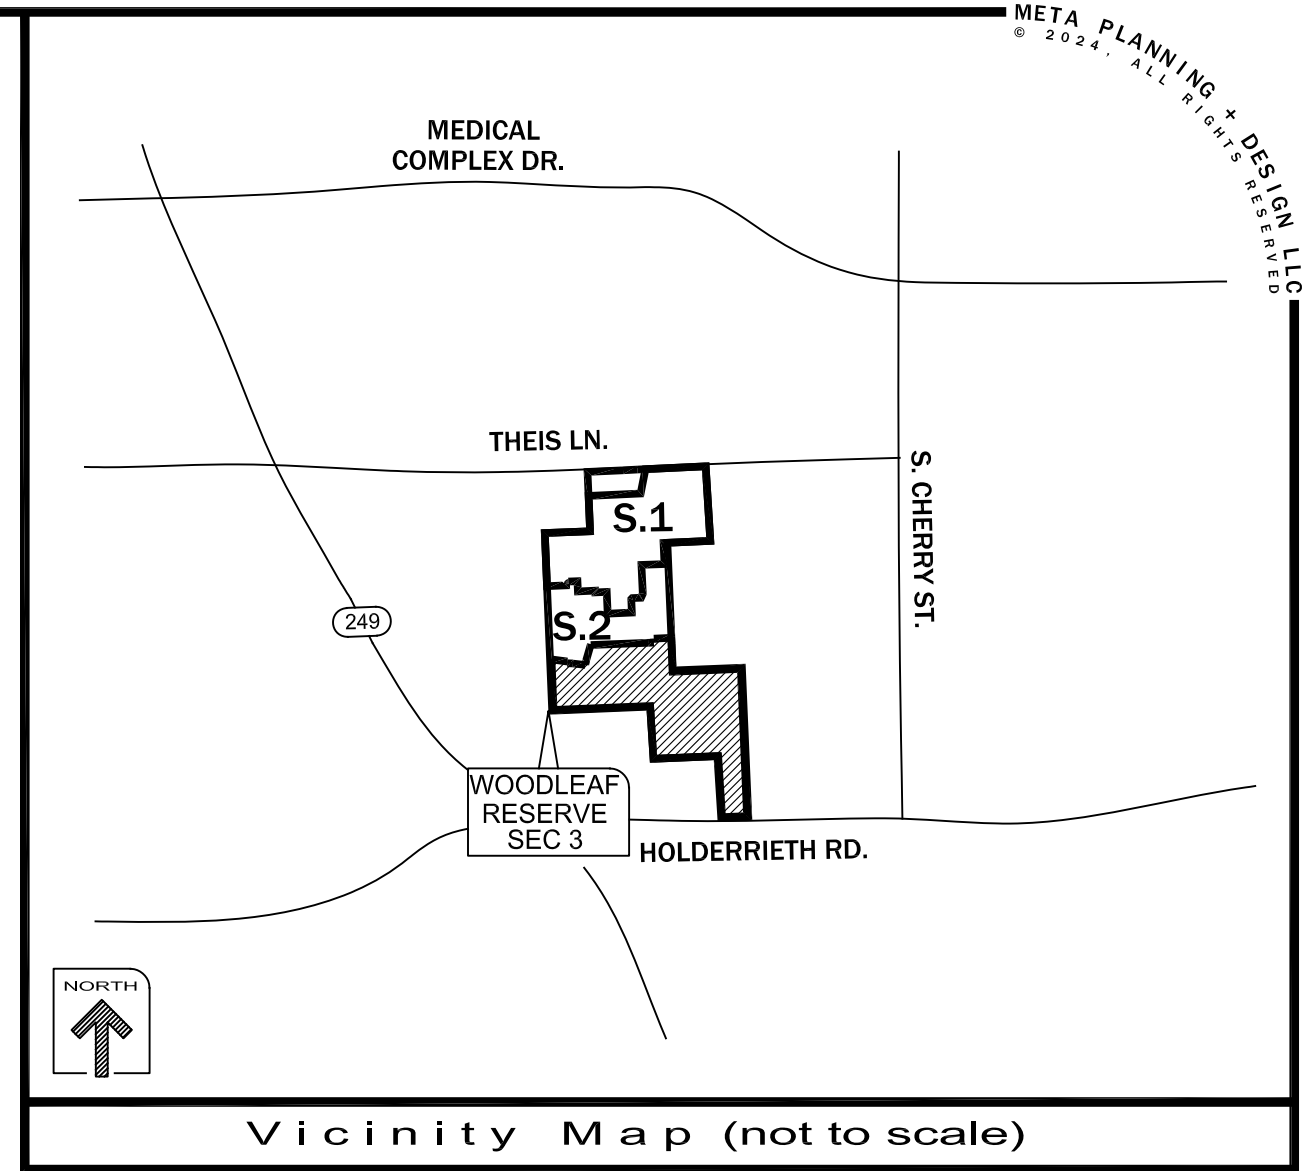 META PLANNING + DESIGN LLC
© 2024, ALL RIGHTS RESERVED
MEDICAL
COMPLEX DR.
THEIS LN.
S. CHERRY ST.
S.1
S.2
249
WOODLEAF
RESERVE
SEC 3
HOLDERRIETH RD.
NORTH
Vicinity Map (not to scale)